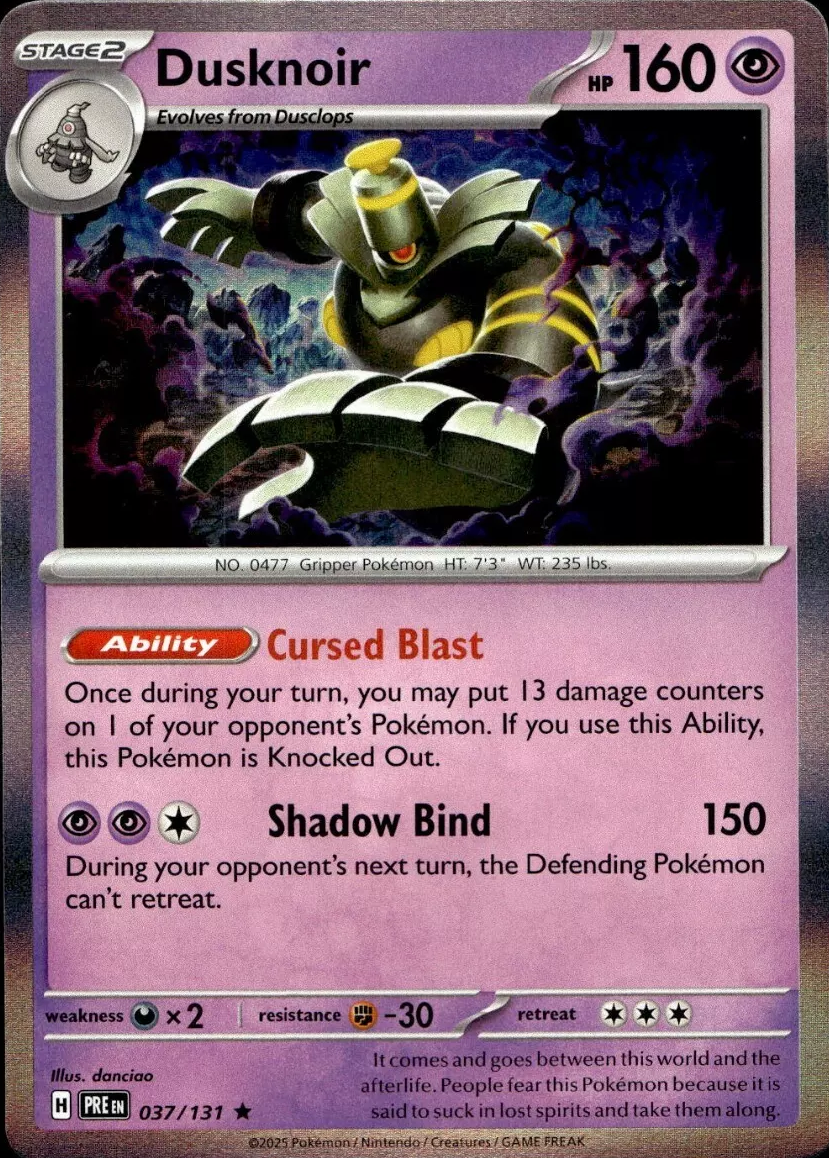 STAGE2
Dusknoir
HP 160
Evolves from Dusclops
NO. 0477 Gripper Pokémon HT: 7'3" WT: 235 lbs.
Ability Cursed Blast
Once during your turn, you may put 13 damage counters
on 1 of your opponent's Pokémon. If you use this Ability,
this Pokémon is Knocked Out.
Shadow Bind 150
During your opponent's next turn, the Defending Pokémon
can't retreat.
weakness ×2 resistance -30 retreat
Illus. danciao
H PRE EN 037/131 ★
It comes and goes between this world and the
afterlife. People fear this Pokémon because it is
said to suck in lost spirits and take them along.
©2025 Pokémon / Nintendo / Creatures / GAME FREAK